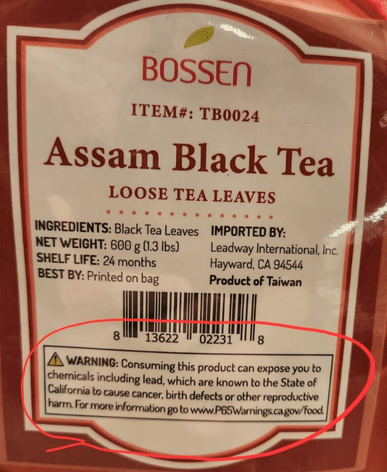 BOSSEN
ITEM#: TB0024
Assam Black Tea
LOOSE TEA LEAVES
INGREDIENTS: Black Tea Leaves
NET WEIGHT: 600 g (1.3 lbs)
SHELF LIFE: 24 months
BEST BY: Printed on bag
IMPORTED BY:
Leadway International, Inc.
Hayward, CA 94544
Product of Taiwan
8 13622 02231 8
WARNING: Consuming this product can expose you to
chemicals including lead, which are known to the State of
California to cause cancer, birth defects or other reproductive
harm. For more information go to www.P65Warnings.ca.gov/food.